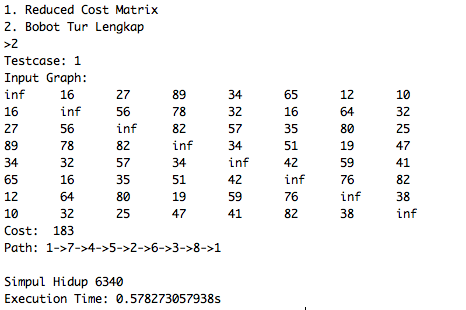 1. Reduced Cost Matrix
2. Bobot Tur Lengkap
>2
Testcase: 1
Input Graph:
inf 16 27 89 34 65 12 10
16 inf 56 78 32 16 64 32
27 56 inf 82 57 35 80 25
89 78 82 inf 34 51 19 47
34 32 57 34 inf 42 59 41
65 16 35 51 42 inf 76 82
12 64 80 19 59 76 inf 38
10 32 25 47 41 82 38 inf
Cost:  183
Path: 1->7->4->5->2->6->3->8->1
Simpul Hidup 6340
Execution Time: 0.578273057938s